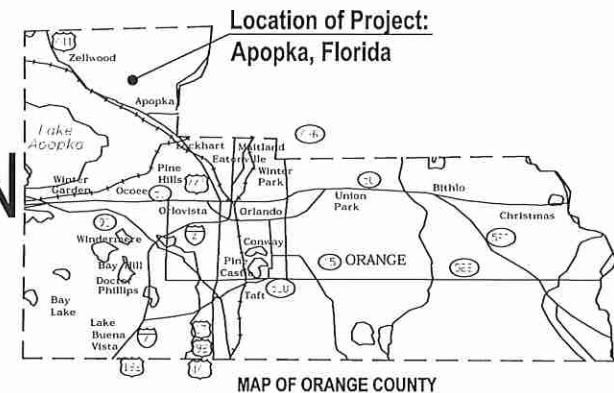 Location of Project:
Apopka, Florida
Zellwood
Apopka
Lake
Apopka
Lockhart
Maitland
Eatonville
Winter
Park
Pine
Hills
Winter
Garden
Ocoee
Orlovista
Orlando
Union
Park
Bithlo
Christmas
Windermere
Conway
Bay Hill
Doctor
Phillips
Pine
Castle
ORANGE
Bay
Lake
Taft
Lake
Buena
Vista
N
MAP OF ORANGE COUNTY